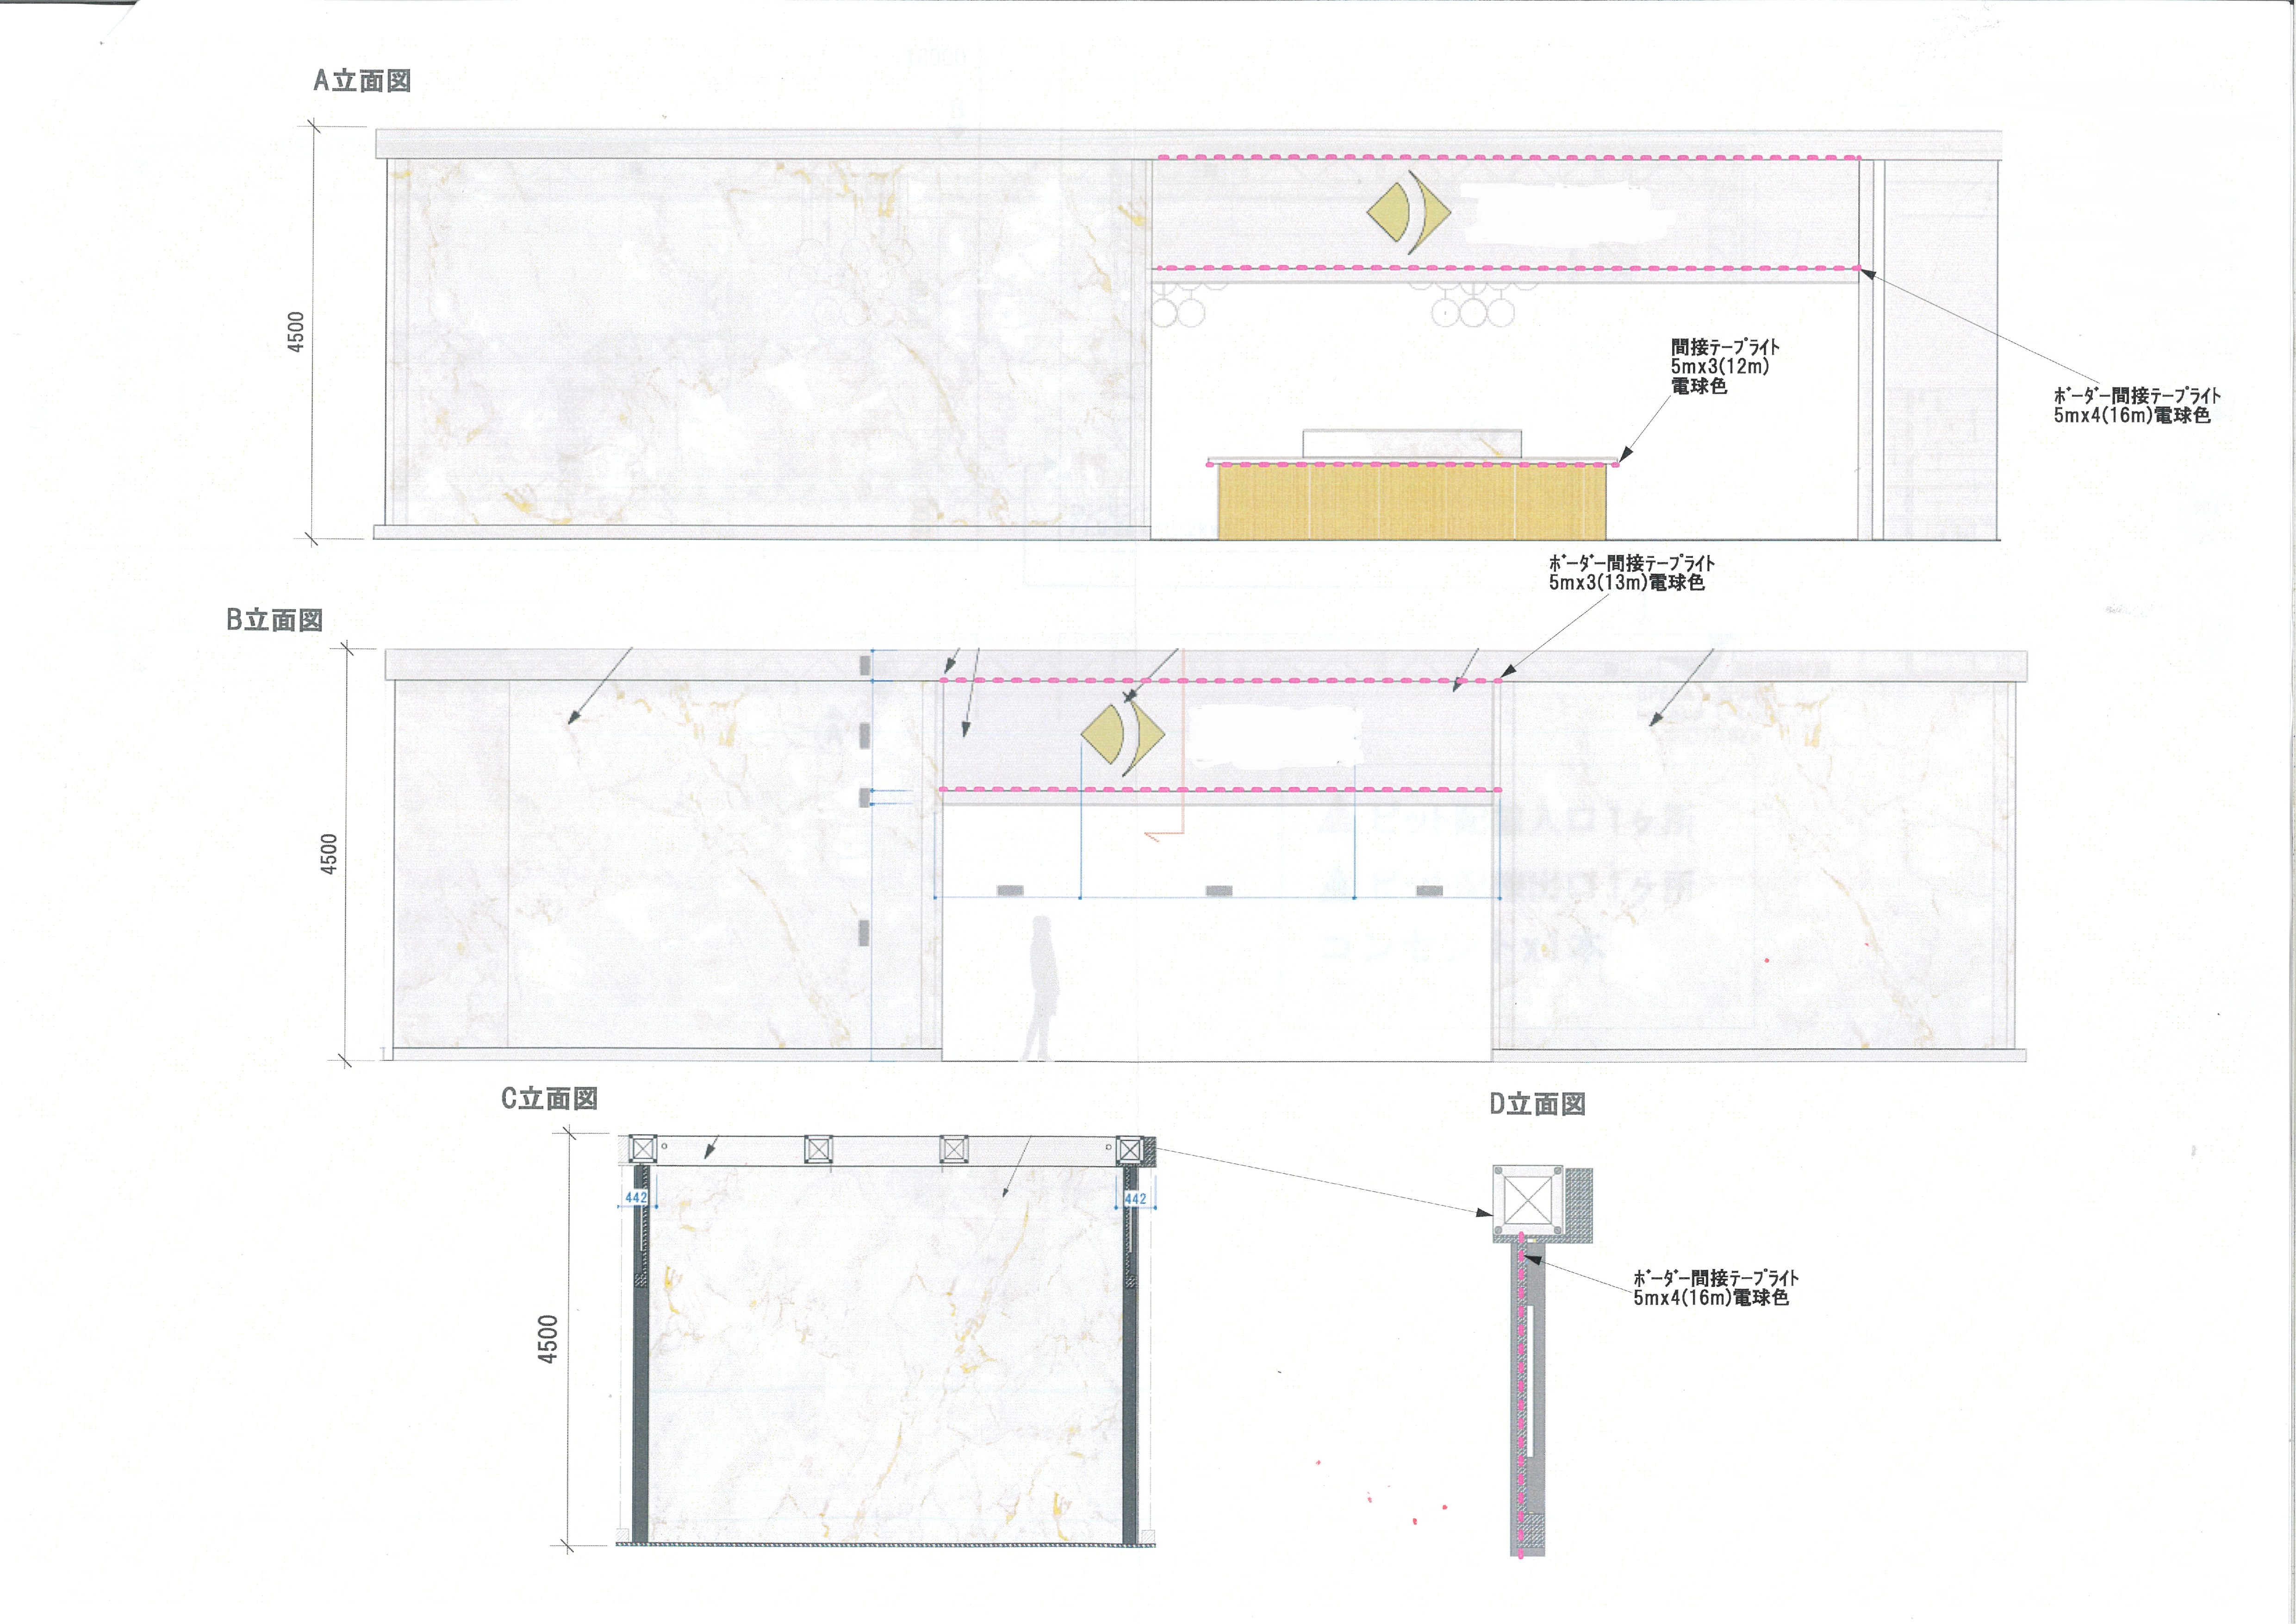 A立面図
4500
間接テープライト
5mx3(12m)
電球色
ボーダー間接テープライト
5mx4(16m)電球色
ボーダー間接テープライト
5mx3(13m)電球色
B立面図
4500
C立面図
D立面図
442
442
4500
ボーダー間接テープライト
5mx4(16m)電球色